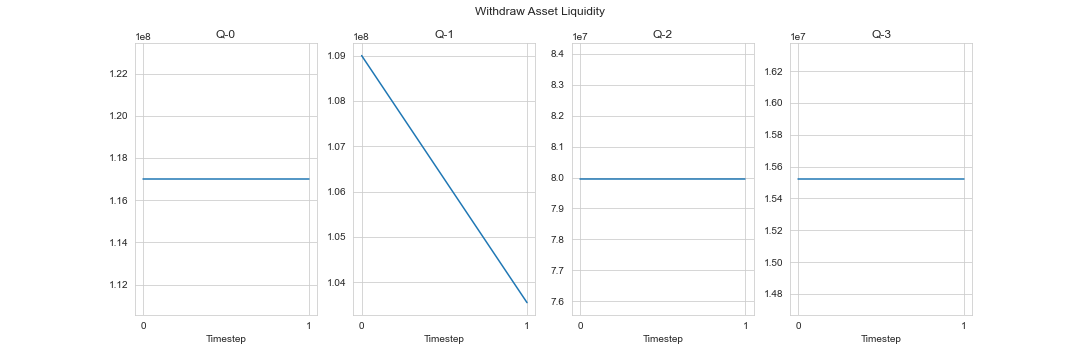 Withdraw Asset Liquidity
Q-0
1e8
1.22
1.20
1.18
1.16
1.14
1.12
0
1
Timestep
Q-1
1e8
1.09
1.08
1.07
1.06
1.05
1.04
0
1
Timestep
Q-2
1e7
8.4
8.3
8.2
8.1
8.0
7.9
7.8
7.7
7.6
0
1
Timestep
Q-3
1e7
1.62
1.60
1.58
1.56
1.54
1.52
1.50
1.48
0
1
Timestep